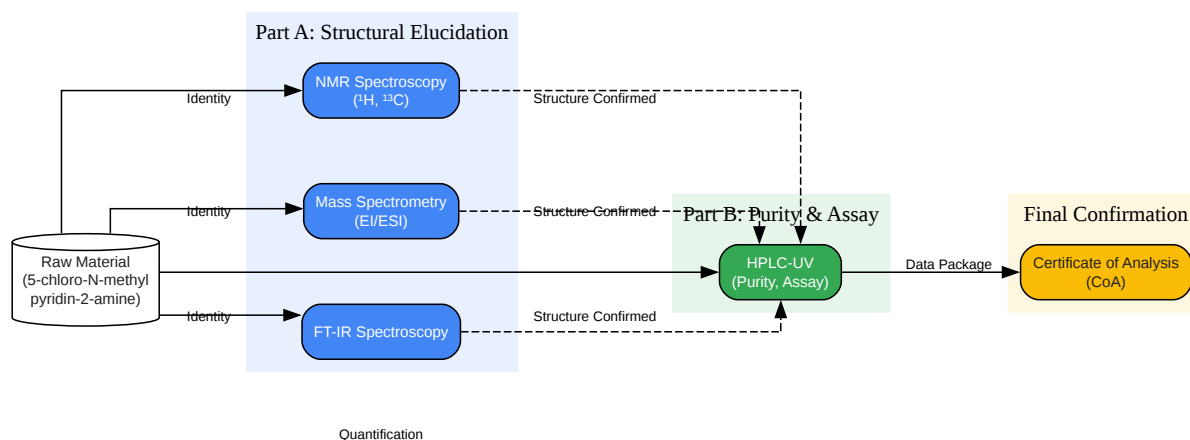 Part A: Structural Elucidation
NMR Spectroscopy
(¹H, ¹³C)
Identity
Structure Confirmed
Mass Spectrometry
(EI/ESI)
Identity
Structure Confirmed
Part B: Purity & Assay
Final Confirmation
Raw Material
(5-chloro-N-methyl
pyridin-2-amine)
HPLC-UV
(Purity, Assay)
Data Package
Certificate of Analysis
(CoA)
Identity
FT-IR Spectroscopy
Structure Confirmed
Quantification